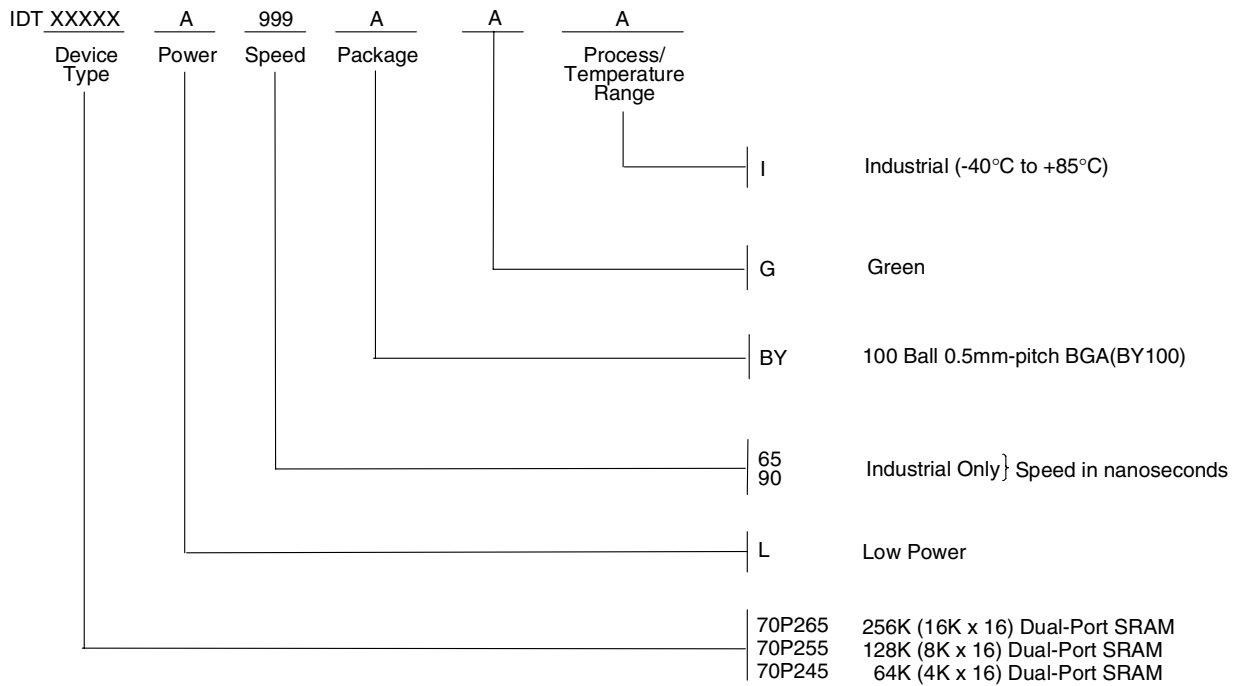 IDT XXXXX A 999 A A A
Device Type Power Speed Package Process/ Temperature Range
I Industrial (-40°C to +85°C)
G Green
BY 100 Ball 0.5mm-pitch BGA(BY100)
65
90 Industrial Only} Speed in nanoseconds
L Low Power
70P265 256K (16K x 16) Dual-Port SRAM
70P255 128K (8K x 16) Dual-Port SRAM
70P245 64K (4K x 16) Dual-Port SRAM